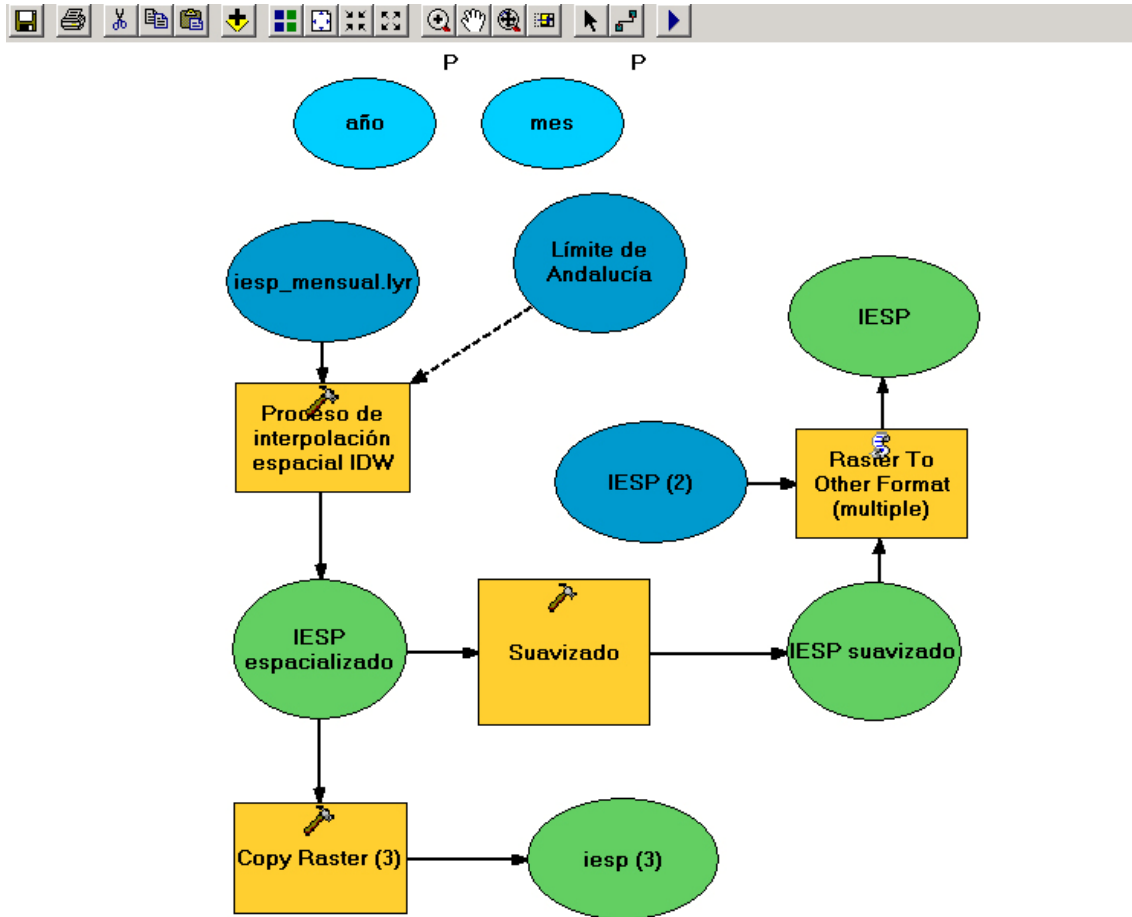 P
P
año
mes
iesp_mensual.lyr
Límite de
Andalucía
IESP
Proceso de
interpolación
espacial IDW
IESP (2)
Raster To
Other Format
(multiple)
IESP
espacializado
Suavizado
IESP suavizado
Copy Raster (3)
iesp (3)